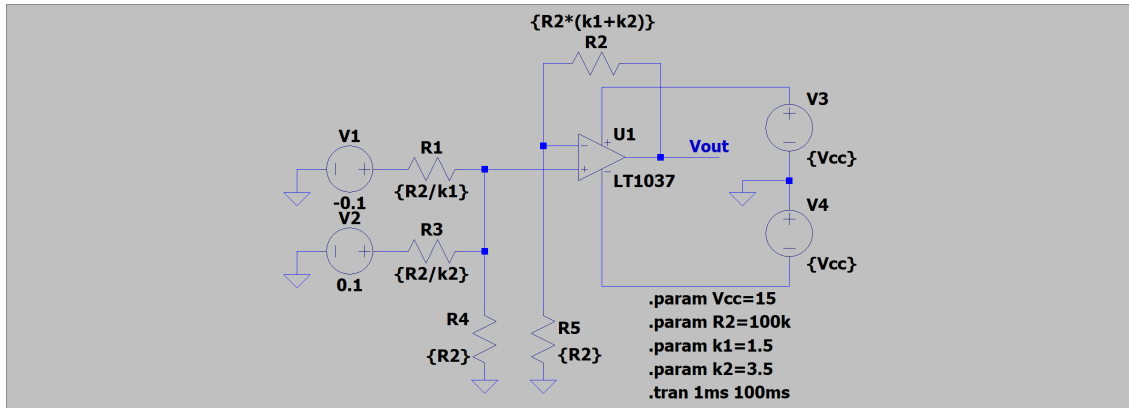 {R2*(k1+k2)}
R2
V3
{Vcc}
U1
Vout
LT1037
V1
-0.1
R1
{R2/k1}
V2
0.1
R3
{R2/k2}
V4
{Vcc}
R4
{R2}
R5
{R2}
.param Vcc=15
.param R2=100k
.param k1=1.5
.param k2=3.5
.tran 1ms 100ms